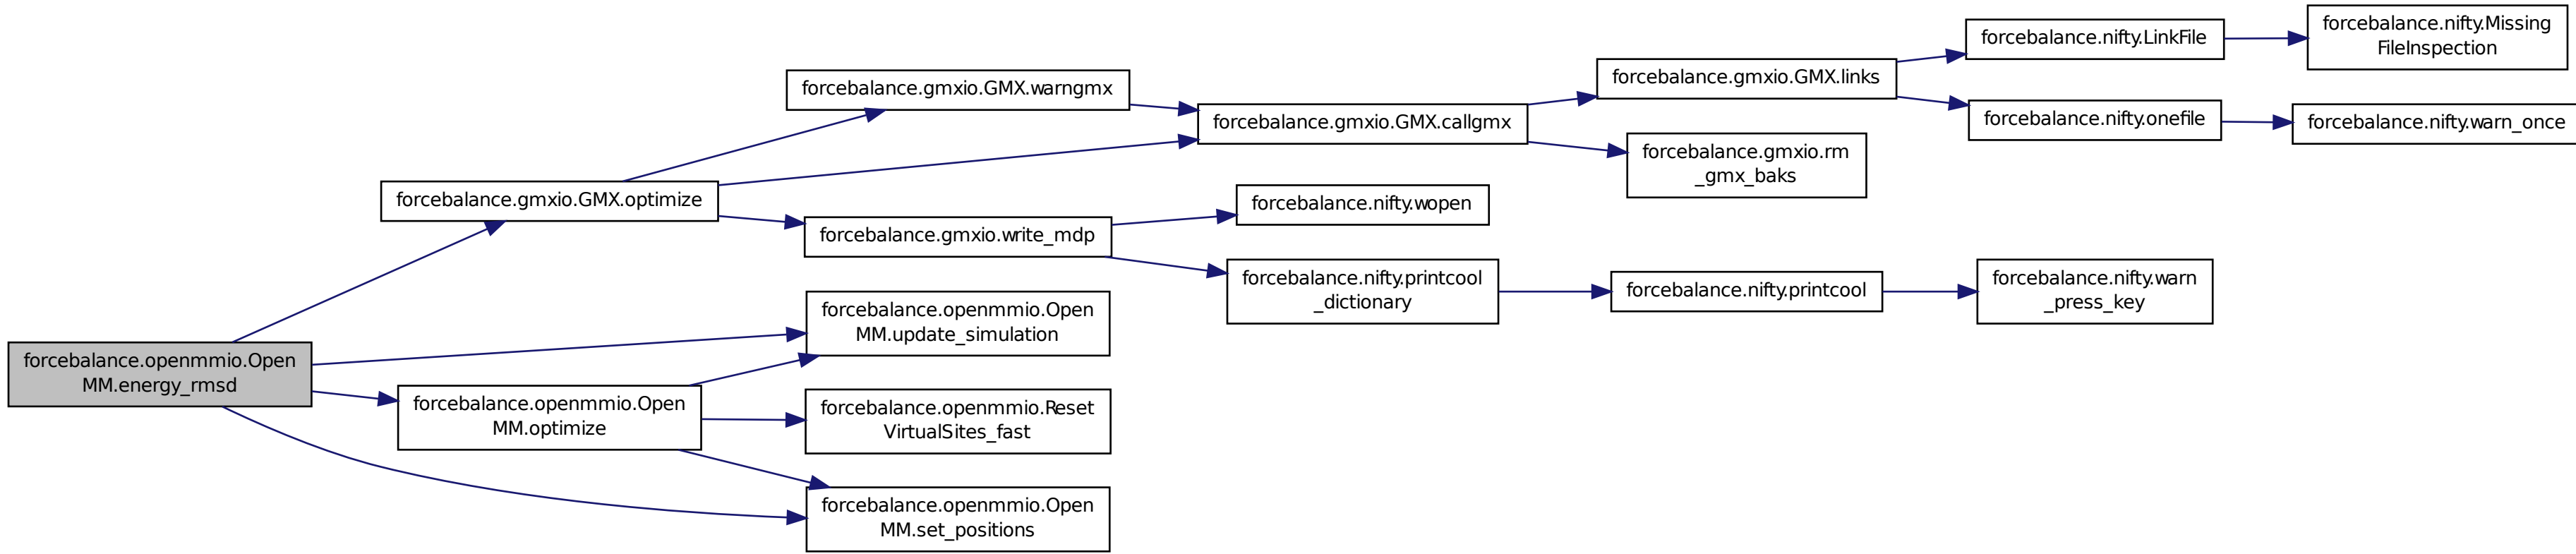 forcebalance.openmmio.Open
MM.energy_rmsd
forcebalance.gmxio.GMX.optimize
forcebalance.gmxio.GMX.warngmx
forcebalance.gmxio.GMX.callgmx
forcebalance.gmxio.GMX.links
forcebalance.nifty.LinkFile
forcebalance.nifty.Missing
FileInspection
forcebalance.nifty.onefile
forcebalance.nifty.warn_once
forcebalance.gmxio.rm
_gmx_baks
forcebalance.gmxio.write_mdp
forcebalance.nifty.wopen
forcebalance.nifty.printcool
_dictionary
forcebalance.nifty.printcool
forcebalance.nifty.warn
_press_key
forcebalance.openmmio.Open
MM.update_simulation
forcebalance.openmmio.Open
MM.optimize
forcebalance.openmmio.Reset
VirtualSites_fast
forcebalance.openmmio.Open
MM.set_positions